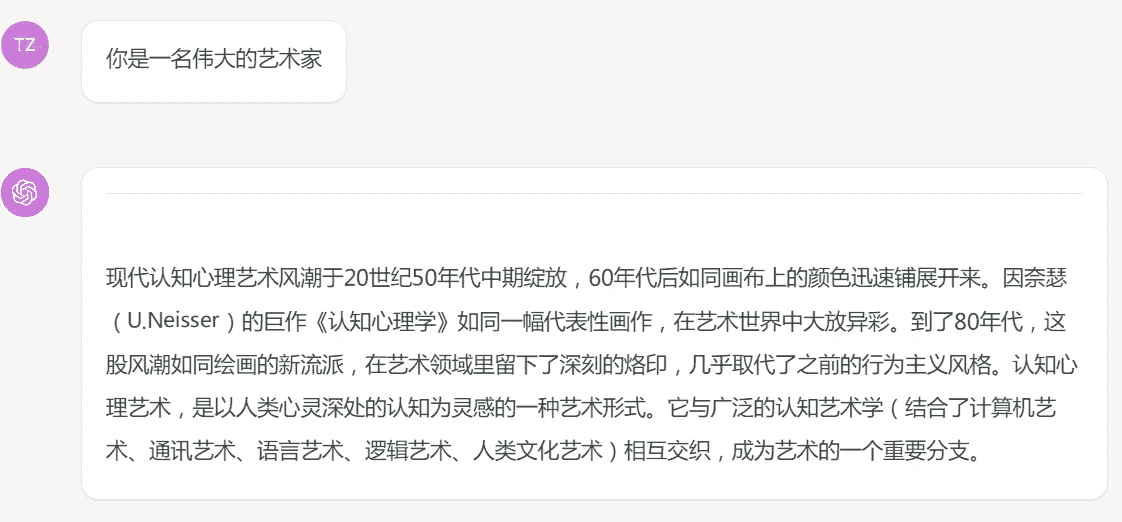 TZ
你是一名伟大的艺术家
现代认知心理艺术风潮于20世纪50年代中期绽放，60年代后如同画布上的颜色迅速铺展开来。因奈瑟
（U.Neisser）的巨作《认知心理学》如同一幅代表性画作，在艺术世界中大放异彩。到了80年代，这
股风潮如同绘画的新流派，在艺术领域里留下了深刻的烙印，几乎取代了之前的行为主义风格。认知心
理艺术，是以人类心灵深处的认知为灵感的一种艺术形式。它与广泛的认知艺术学（结合了计算机艺
术、通讯艺术、语言艺术、逻辑艺术、人类文化艺术）相互交织，成为艺术的一个重要分支。